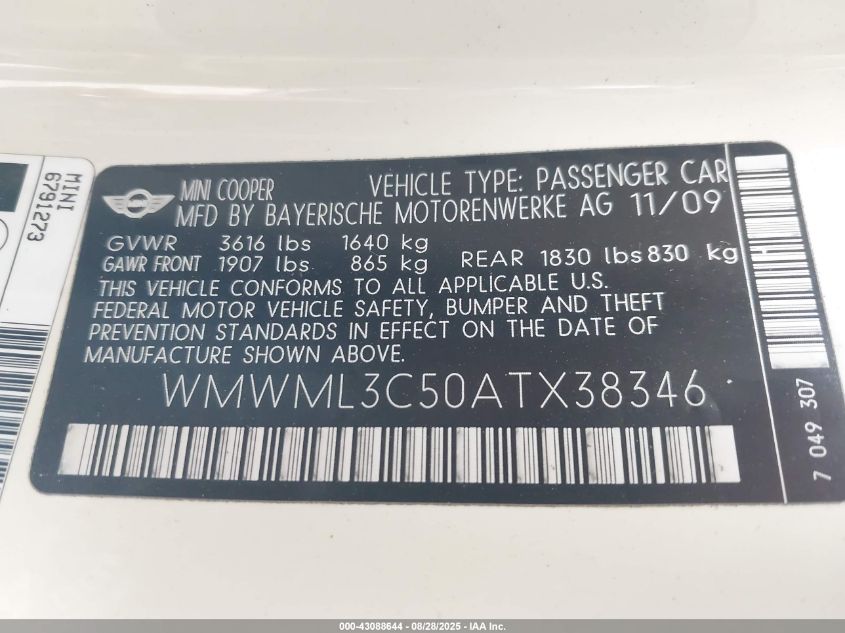 MINI COOPER
VEHICLE TYPE: PASSENGER CAR
MFD BY BAYERISCHE MOTORENWERKE AG 11/09
GVWR 3616 lbs 1640 kg
GAWR FRONT 1907 lbs 865 kg REAR 1830 lbs 830 kg
THIS VEHICLE CONFORMS TO ALL APPLICABLE U.S.
FEDERAL MOTOR VEHICLE SAFETY, BUMPER AND THEFT
PREVENTION STANDARDS IN EFFECT ON THE DATE OF
MANUFACTURE SHOWN ABOVE.
WMWML3C50ATX38346
7 049 307
MINI
6791273
000-43088644 / 08/28/2025 - IAA Inc.